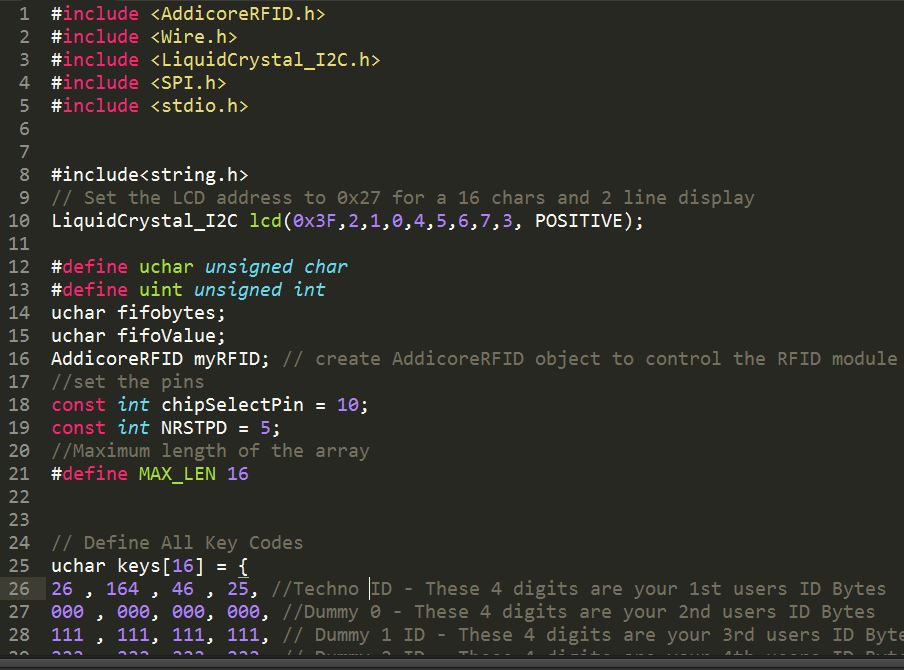 1 #include <AddicoreRFID.h>
2 #include <Wire.h>
3 #include <LiquidCrystal_I2C.h>
4 #include <SPI.h>
5 #include <stdio.h>
6
7
8 #include<string.h>
9 // Set the LCD address to 0x27 for a 16 chars and 2 line display
10 LiquidCrystal_I2C lcd(0x3F,2,1,0,4,5,6,7,3, POSITIVE);
11
12 #define uchar unsigned char
13 #define uint unsigned int
14 uchar fifobytes;
15 uchar fifoValue;
16 AddicoreRFID myRFID; // create AddicoreRFID object to control the RFID module
17 //set the pins
18 const int chipSelectPin = 10;
19 const int NRSTPD = 5;
20 //Maximum length of the array
21 #define MAX_LEN 16
22
23
24 // Define All Key Codes
25 uchar keys[16] = {
26 26 , 164 , 46 , 25, //Techno ID - These 4 digits are your 1st users ID Bytes
27 000 , 000, 000, 000, //Dummy 0 - These 4 digits are your 2nd users ID Bytes
28 111 , 111, 111, 111, // Dummy 1 ID - These 4 digits are your 3rd users ID Byte